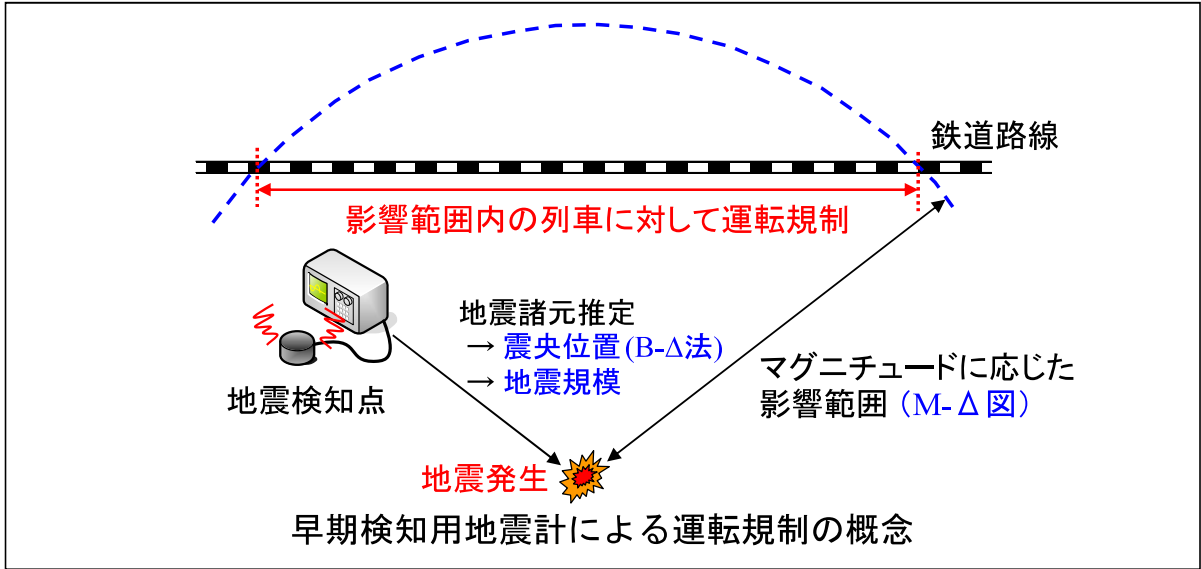 鉄道路線
影響範囲内の列車に対して運転規制
地震諸元推定
→ 震央位置(B-Δ法)
→ 地震規模
地震検知点
マグニチュードに応じた
影響範囲（M-Δ図）
地震発生
早期検知用地震計による運転規制の概念